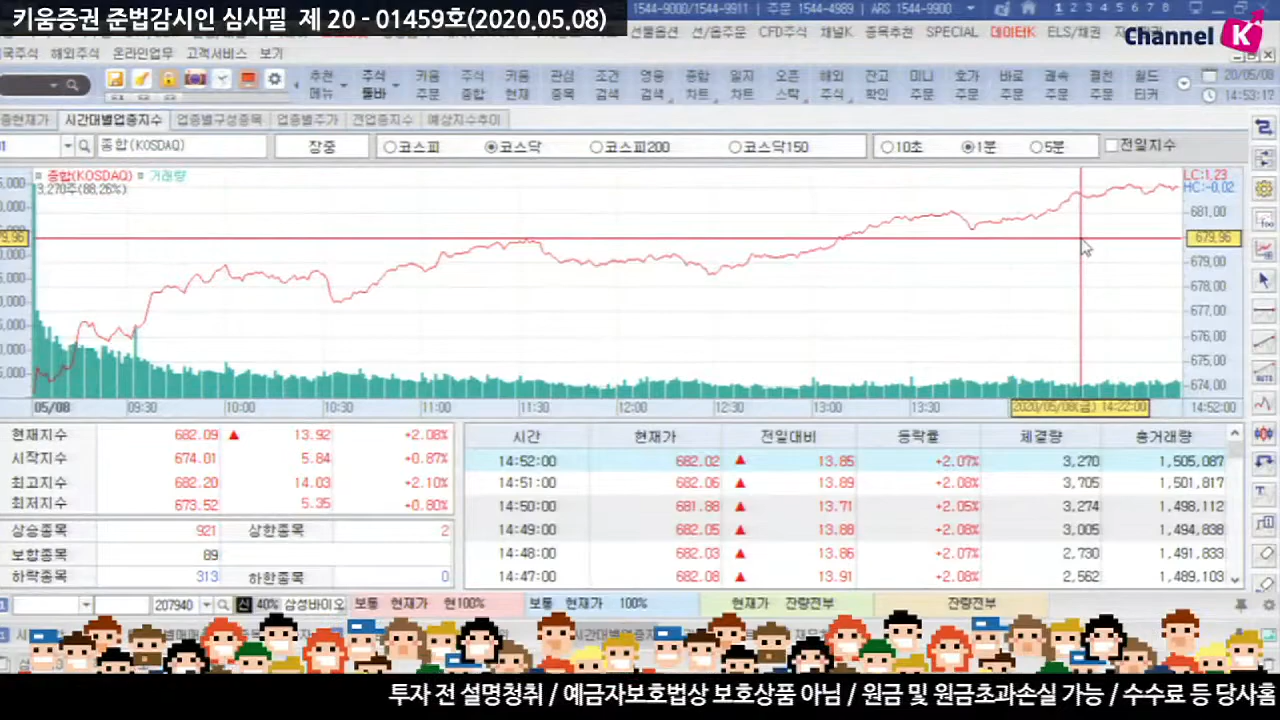 키움증권 준법감시인 심사필 제 20 - 01459호(2020.05.08)
1544-9000/1544-9911 | 주문 1544-4989 | ARS 1544-9900
Channel K
선물옵션 선/옵주문 CFD주식 채널K 종목추천 SPECIAL 데이터K ELS/채권
해외주식 온라인업무 고객서비스 보기
추천 주식 키움 주식 키움 관심 조건 영웅 종합 일지 오픈 해외 잔고 미니 호가 바로 쾌속 월드
메뉴 툴바 주문 종합 현재 종목 검색 검색 차트 차트 스탁 주식 확인 주문 주문 주문 주문 주문 티커
20/05/08
14:53:12
업종현재가 시간대별업종지수 업종별구성종목 업종별주가 전업종지수 예상지수추이
종합(KOSDAQ) 장중 코스피 코스닥 코스피200 코스닥150 10초 1분 5분 전일지수
종합(KOSDAQ) 거래량
3,270주(88.26%)
LC:1.23
HC:-0.02
681.00
679.96
679.00
678.00
677.00
676.00
675.00
674.00
05/08 09:30 10:00 10:30 11:00 11:30 12:00 12:30 13:00 13:30 2020/05/08(금) 14:22:00 14:52:00
현재지수 682.09 ▲ 13.92 +2.08%
시작지수 674.01 5.84 +0.87%
최고지수 682.20 14.03 +2.10%
최저지수 673.52 5.35 +0.80%
상승종목 921 상한종목 2
보합종목 89
하락종목 313 하한종목 0
시간 현재가 전일대비 등락률 체결량 총거래량
14:52:00 682.02 ▲ 13.85 +2.07% 3,270 1,505,087
14:51:00 682.06 ▲ 13.89 +2.08% 3,705 1,501,817
14:50:00 681.88 ▲ 13.71 +2.05% 3,274 1,498,112
14:49:00 682.05 ▲ 13.88 +2.08% 3,005 1,494,838
14:48:00 682.03 ▲ 13.86 +2.07% 2,730 1,491,833
14:47:00 682.08 ▲ 13.91 +2.08% 2,562 1,489,103
207940 신 40% 삼성바이오 보통 현재가 현100% 보통 현재가 100% 현재가 잔량전부 잔량전부
투자 전 설명청취 / 예금자보호법상 보호상품 아님 / 원금 및 원금초과손실 가능 / 수수료 등 당사홈